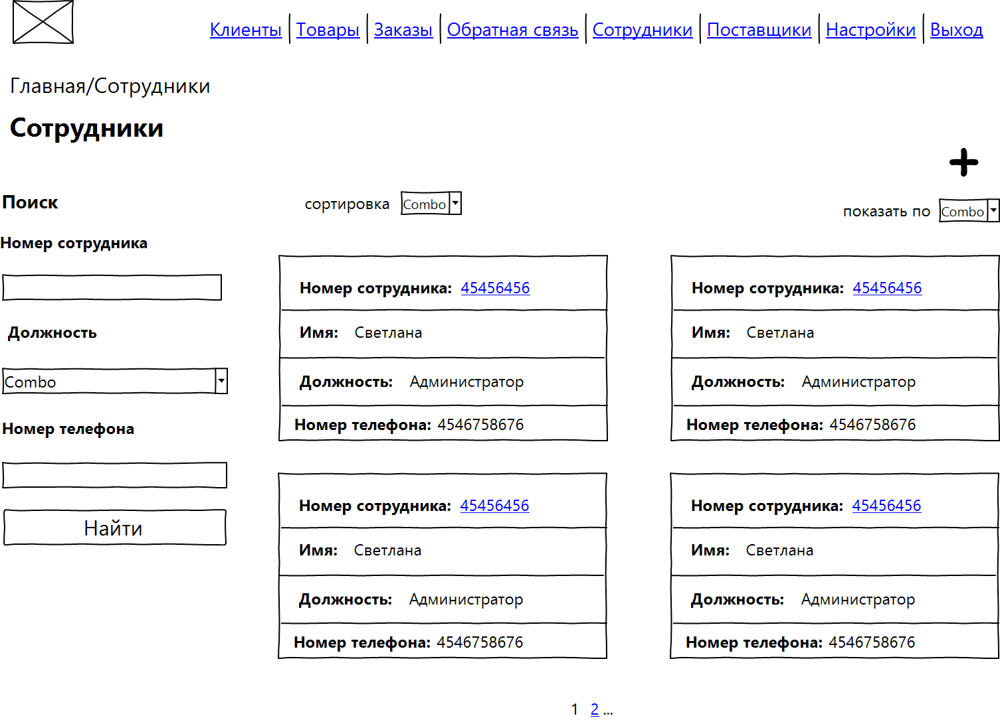 Клиенты Товары Заказы Обратная связь Сотрудники Поставщики Настройки Выход
Главная/Сотрудники
Сотрудники
Поиск
сортировка Combo
показать по Combo
Номер сотрудника
Должность
Combo
Номер телефона
Найти
Номер сотрудника: 45456456
Имя: Светлана
Должность: Администратор
Номер телефона: 4546758676
Номер сотрудника: 45456456
Имя: Светлана
Должность: Администратор
Номер телефона: 4546758676
Номер сотрудника: 45456456
Имя: Светлана
Должность: Администратор
Номер телефона: 4546758676
Номер сотрудника: 45456456
Имя: Светлана
Должность: Администратор
Номер телефона: 4546758676
1 2 ...